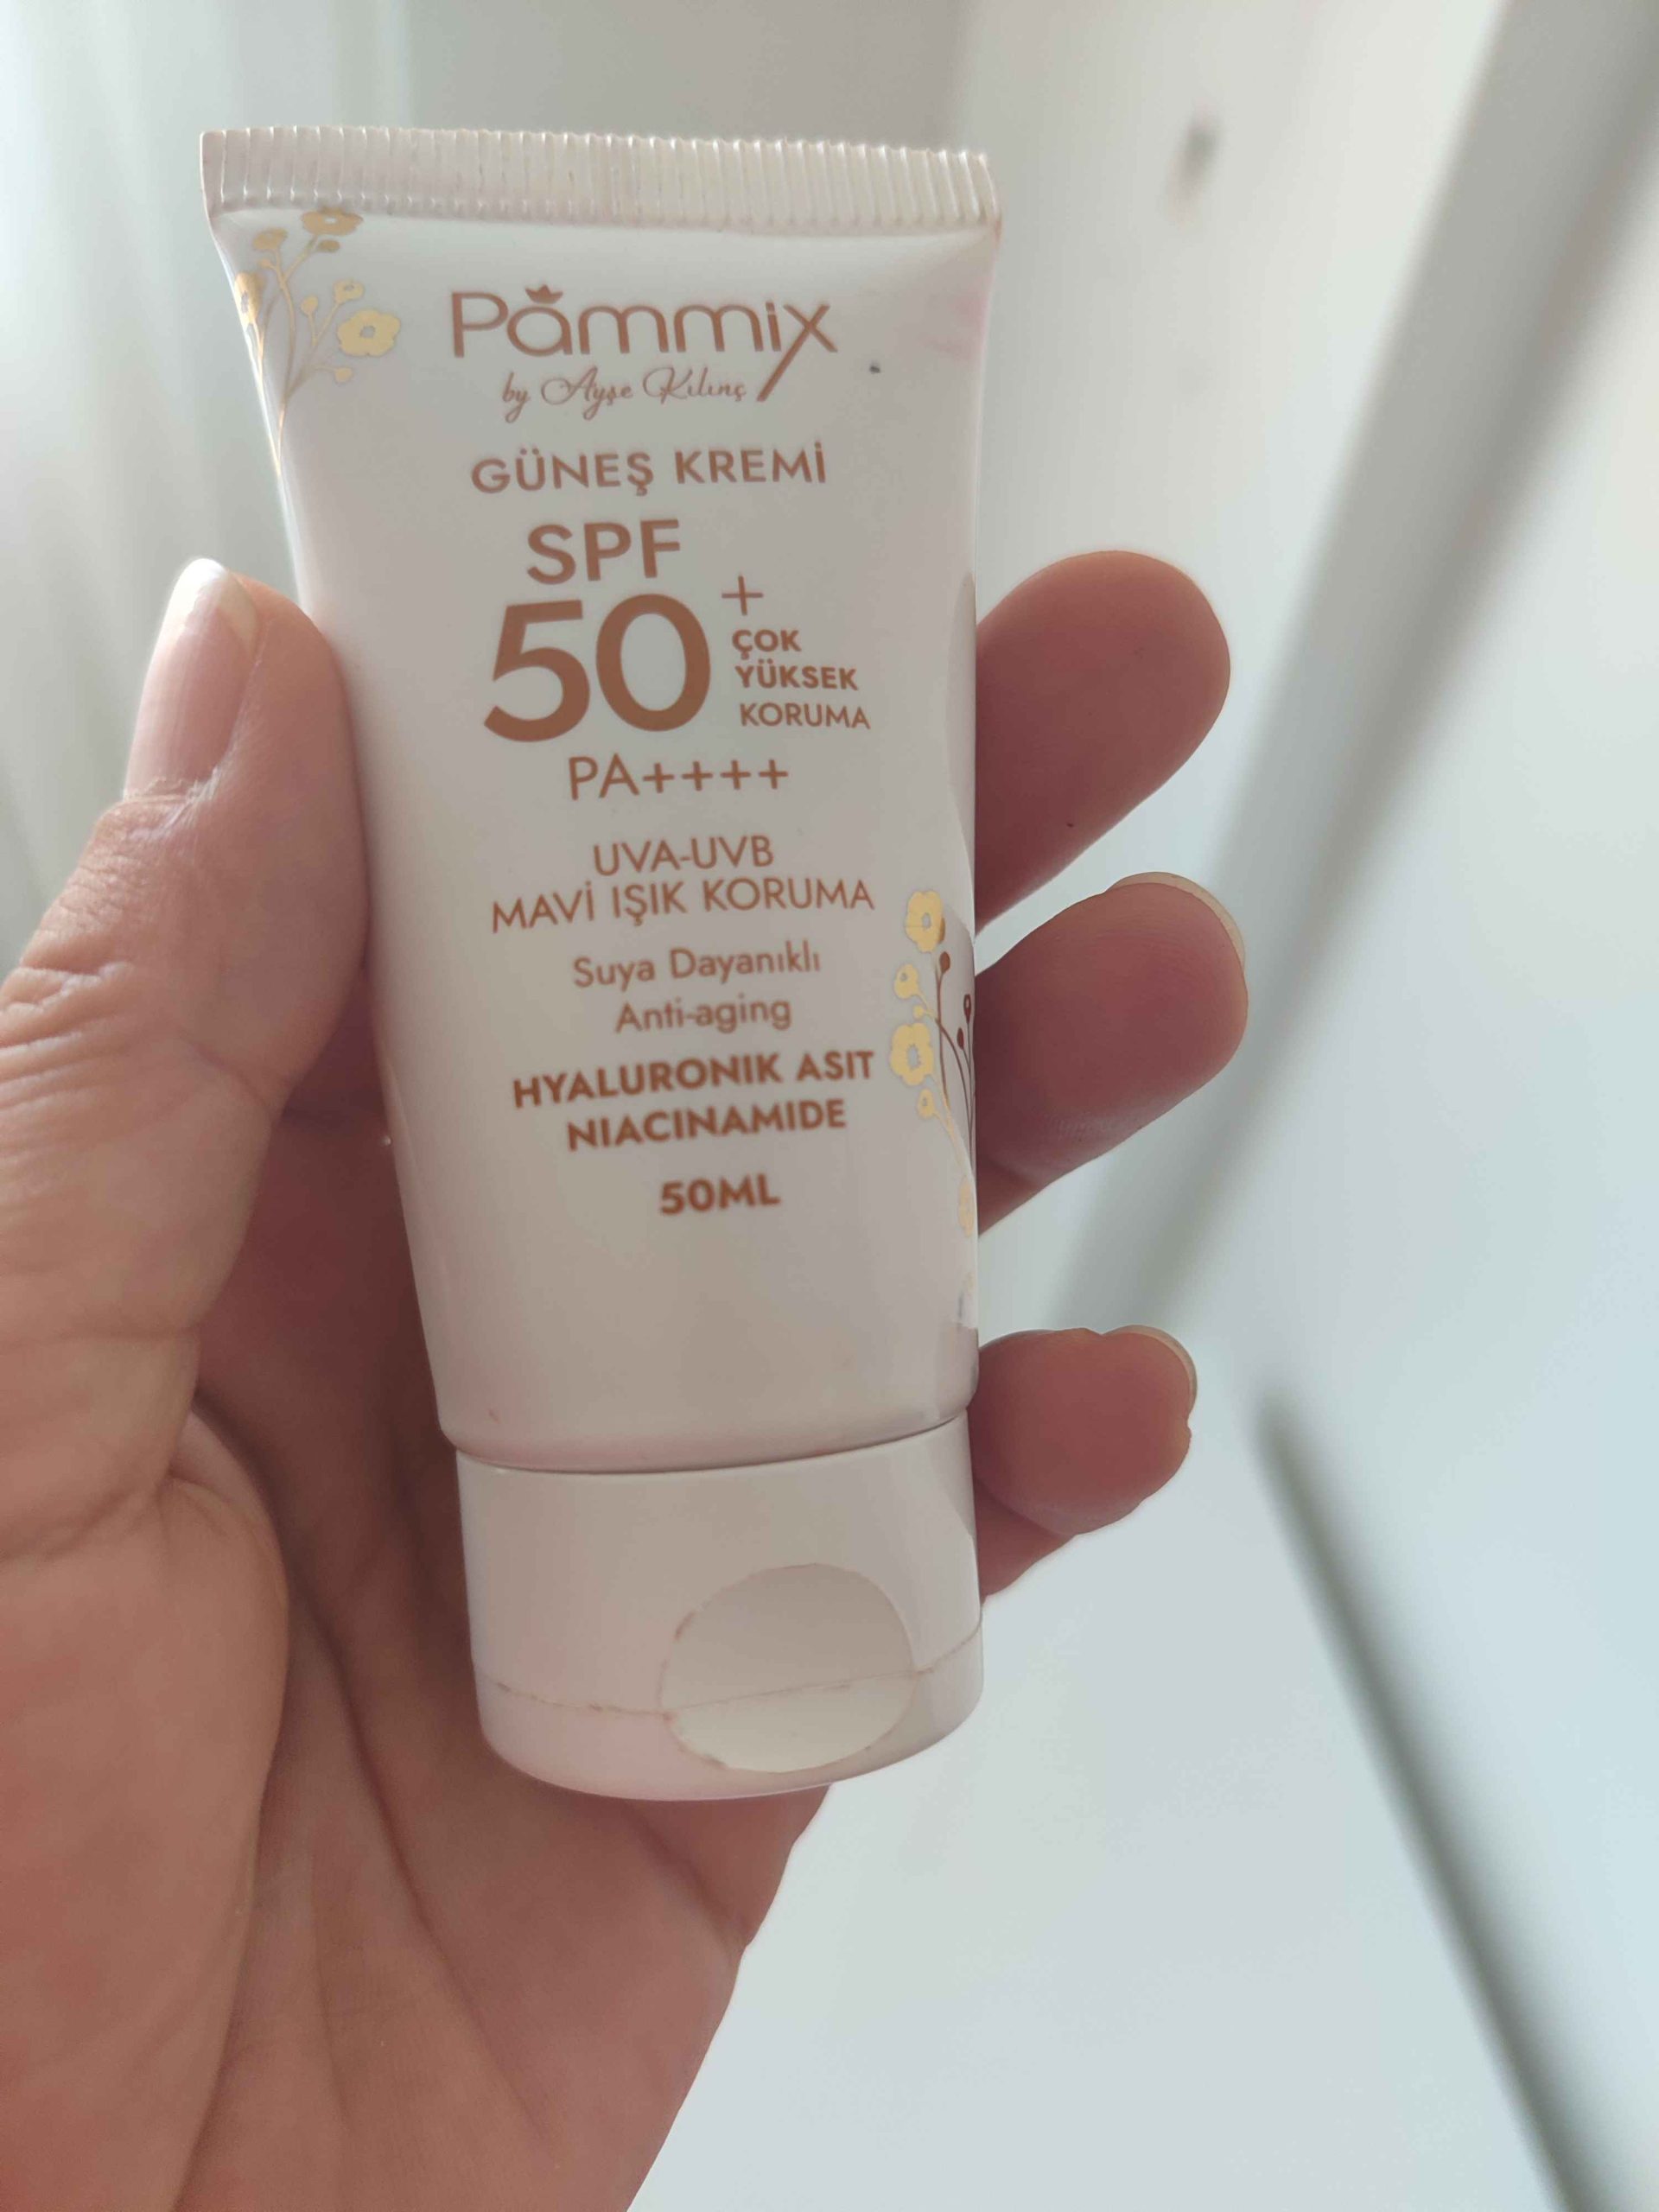 Pammix
by Ayşe Kılınç
GÜNEŞ KREMİ
SPF
50+
ÇOK
YÜKSEK
KORUMA
PA++++
UVA-UVB
MAVİ IŞIK KORUMA
Suya Dayanıklı
Anti-aging
HYALURONIK ASIT
NIACINAMIDE
50ML